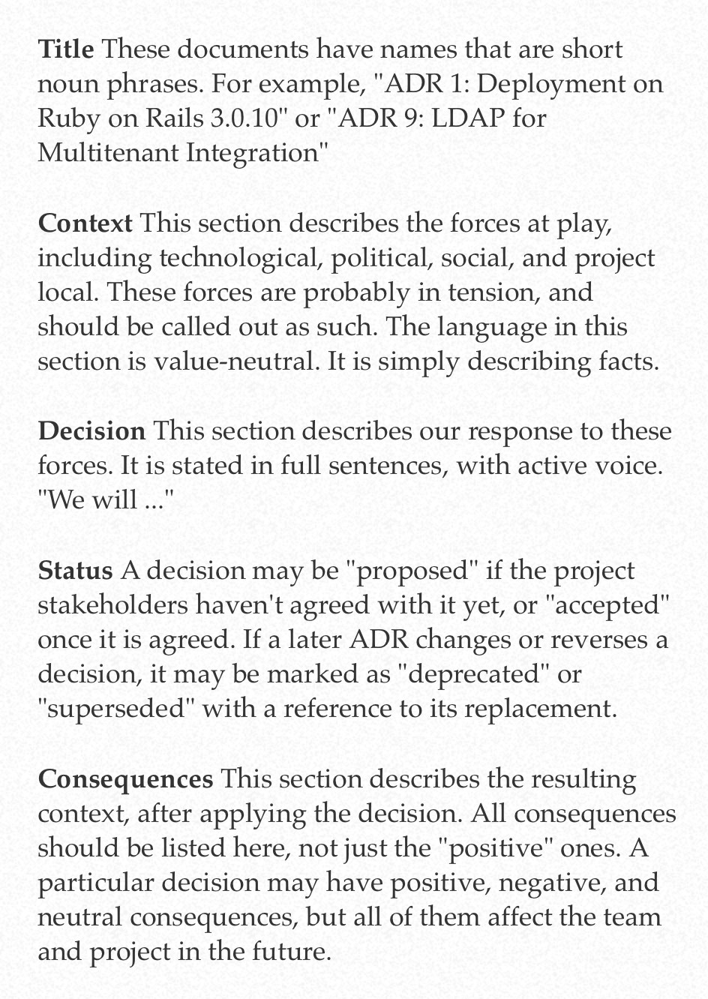 Title These documents have names that are short
noun phrases. For example, "ADR 1: Deployment on
Ruby on Rails 3.0.10" or "ADR 9: LDAP for
Multitenant Integration"
Context This section describes the forces at play,
including technological, political, social, and project
local. These forces are probably in tension, and
should be called out as such. The language in this
section is value-neutral. It is simply describing facts.
Decision This section describes our response to these
forces. It is stated in full sentences, with active voice.
"We will ..."
Status A decision may be "proposed" if the project
stakeholders haven't agreed with it yet, or "accepted"
once it is agreed. If a later ADR changes or reverses a
decision, it may be marked as "deprecated" or
"superseded" with a reference to its replacement.
Consequences This section describes the resulting
context, after applying the decision. All consequences
should be listed here, not just the "positive" ones. A
particular decision may have positive, negative, and
neutral consequences, but all of them affect the team
and project in the future.